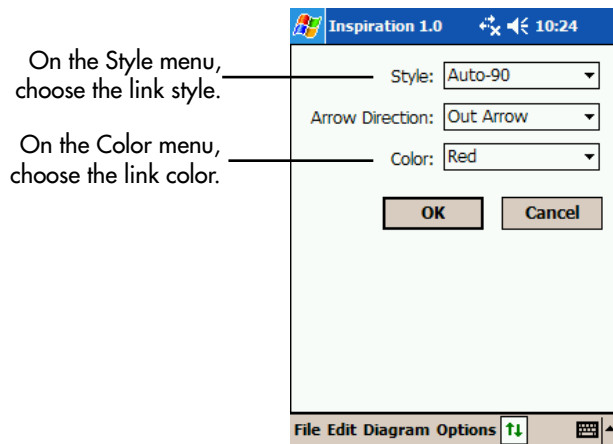 Inspiration 1.0 10:24
On the Style menu,
choose the link style.
Style: Auto-90
Arrow Direction: Out Arrow
On the Color menu,
choose the link color.
Color: Red
OK Cancel
File Edit Diagram Options